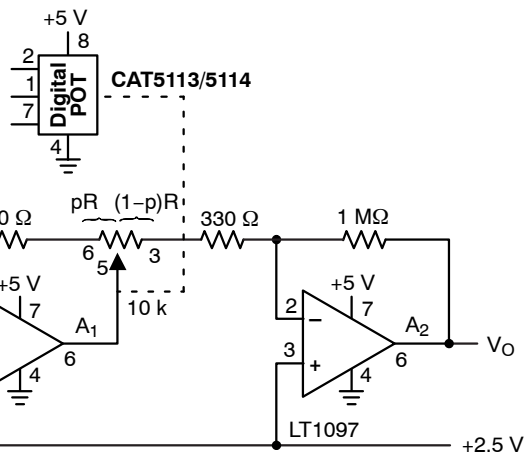 +5 V
8
2
1
7
4
Digital
POT
CAT5113/5114
pR (1–p)R
0 Ω
330 Ω
1 MΩ
6
5
3
10 k
+5 V
7
A1
6
4
+5 V
7
2
–
3
+
A2
6
4
VO
LT1097
+2.5 V